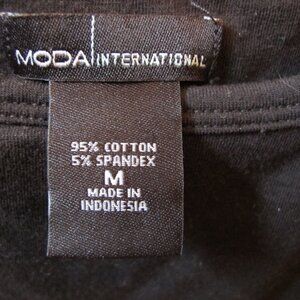 MODA INTERNATIONAL
95% COTTON
5% SPANDEX
M
MADE IN
INDONESIA